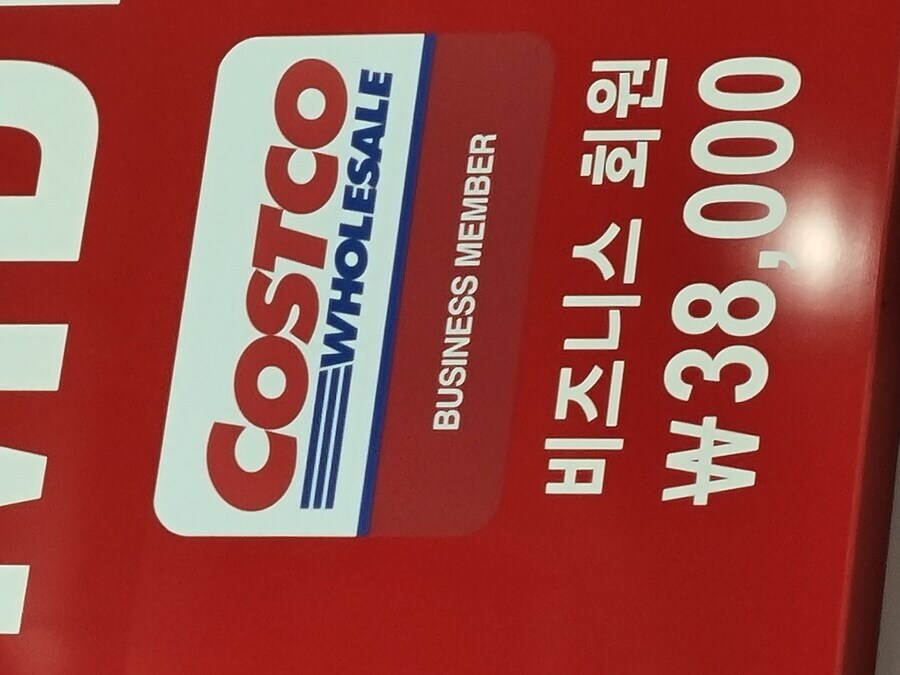 COSTCO
WHOLESALE
BUSINESS MEMBER
비즈니스 회원
₩38,000